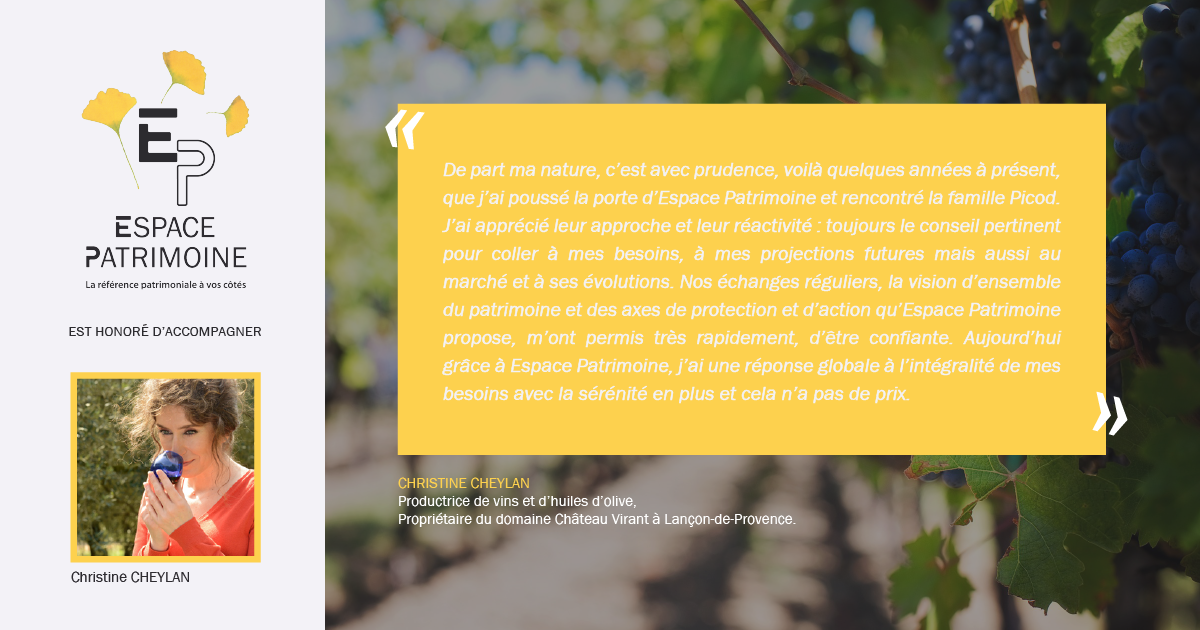 EP
ESPACE
PATRIMOINE
La référence patrimoniale à vos côtés
EST HONORÉ D’ACCOMPAGNER
Christine CHEYLAN
«
De part ma nature, c’est avec prudence, voilà quelques années à présent,
que j’ai poussé la porte d’Espace Patrimoine et rencontré la famille Picod.
J’ai apprécié leur approche et leur réactivité : toujours le conseil pertinent
pour coller à mes besoins, à mes projections futures mais aussi au
marché et à ses évolutions. Nos échanges réguliers, la vision d’ensemble
du patrimoine et des axes de protection et d’action qu’Espace Patrimoine
propose, m’ont permis très rapidement, d’être confiante. Aujourd’hui
grâce à Espace Patrimoine, j’ai une réponse globale à l’intégralité de mes
besoins avec la sérénité en plus et cela n’a pas de prix.
»
CHRISTINE CHEYLAN
Productrice de vins et d’huiles d’olive,
Propriétaire du domaine Château Virant à Lançon-de-Provence.